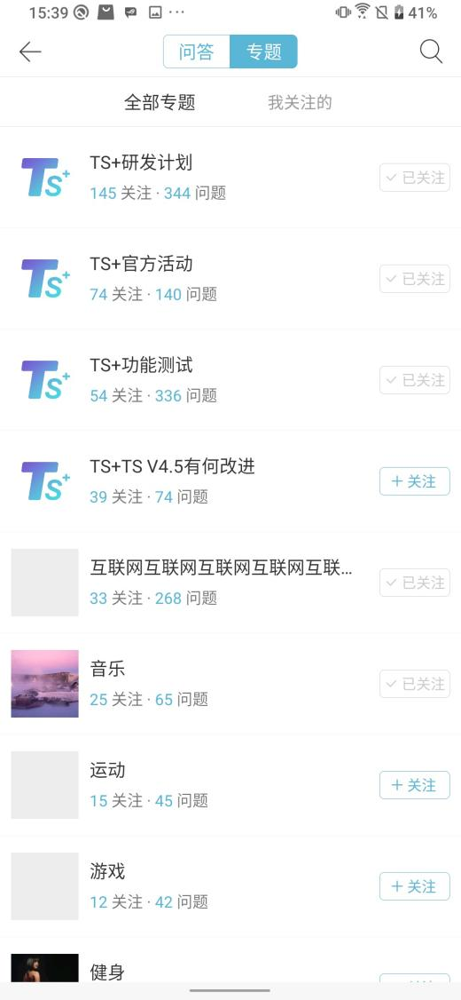 15:39 ··· 41%
问答 专题
全部专题 我关注的
TS+研发计划
145 关注 · 344 问题
已关注
TS+官方活动
74 关注 · 140 问题
已关注
TS+功能测试
54 关注 · 336 问题
已关注
TS+TS V4.5有何改进
39 关注 · 74 问题
+ 关注
互联网互联网互联网互联网互联...
33 关注 · 268 问题
已关注
音乐
25 关注 · 65 问题
已关注
运动
15 关注 · 45 问题
+ 关注
游戏
12 关注 · 42 问题
+ 关注
健身